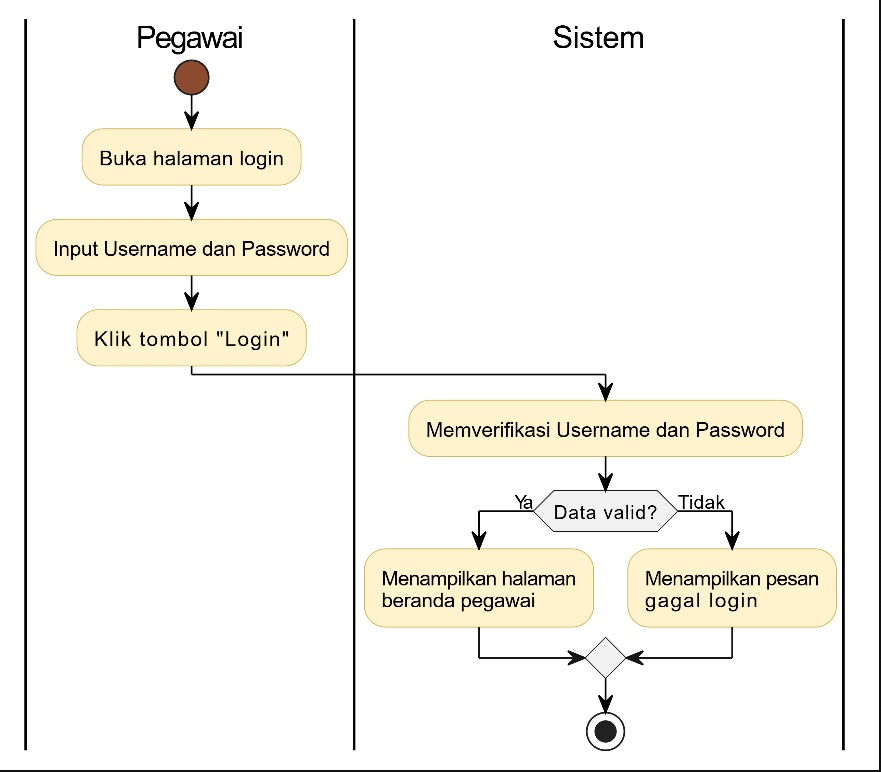 Pegawai
Sistem
Buka halaman login
Input Username dan Password
Klik tombol "Login"
Memverifikasi Username dan Password
Ya
Data valid?
Tidak
Menampilkan halaman
beranda pegawai
Menampilkan pesan
gagal login